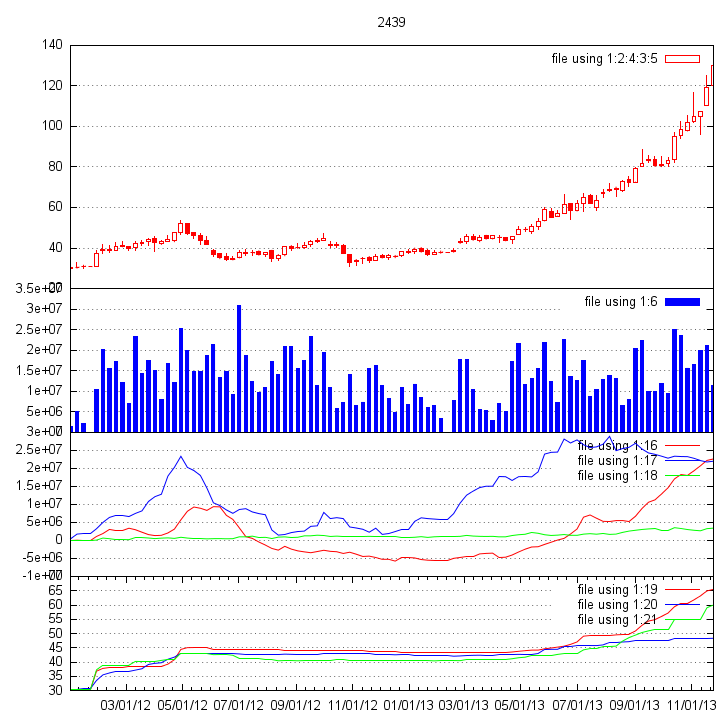 2439
140
file using 1:2:4:3:5
120
100
80
60
40
3.5e+07
file using 1:6
3e+07
2.5e+07
2e+07
1.5e+07
1e+07
5e+06
file using 1:16
2.5e+07
file using 1:17
2e+07
file using 1:18
1.5e+07
1e+07
5e+06
0
-5e+06
-1e+07
file using 1:19
65
60
file using 1:20
55
file using 1:21
50
45
40
35
30
03/01/12 05/01/12 07/01/12 09/01/12 11/01/12 01/01/13 03/01/13 05/01/13 07/01/13 09/01/13 11/01/13